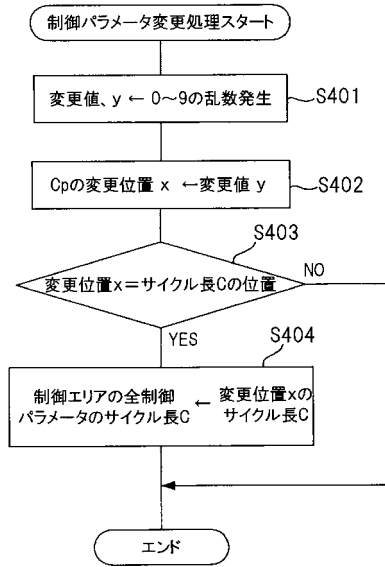 制御パラメータ変更処理スタート
変更値、y ← 0～9の乱数発生
S401
Cpの変更位置 x ←変更値 y
S402
S403
変更位置x＝サイクル長Cの位置
NO
YES
S404
制御エリアの全制御
パラメータのサイクル長C
←
変更位置xの
サイクル長C
エンド